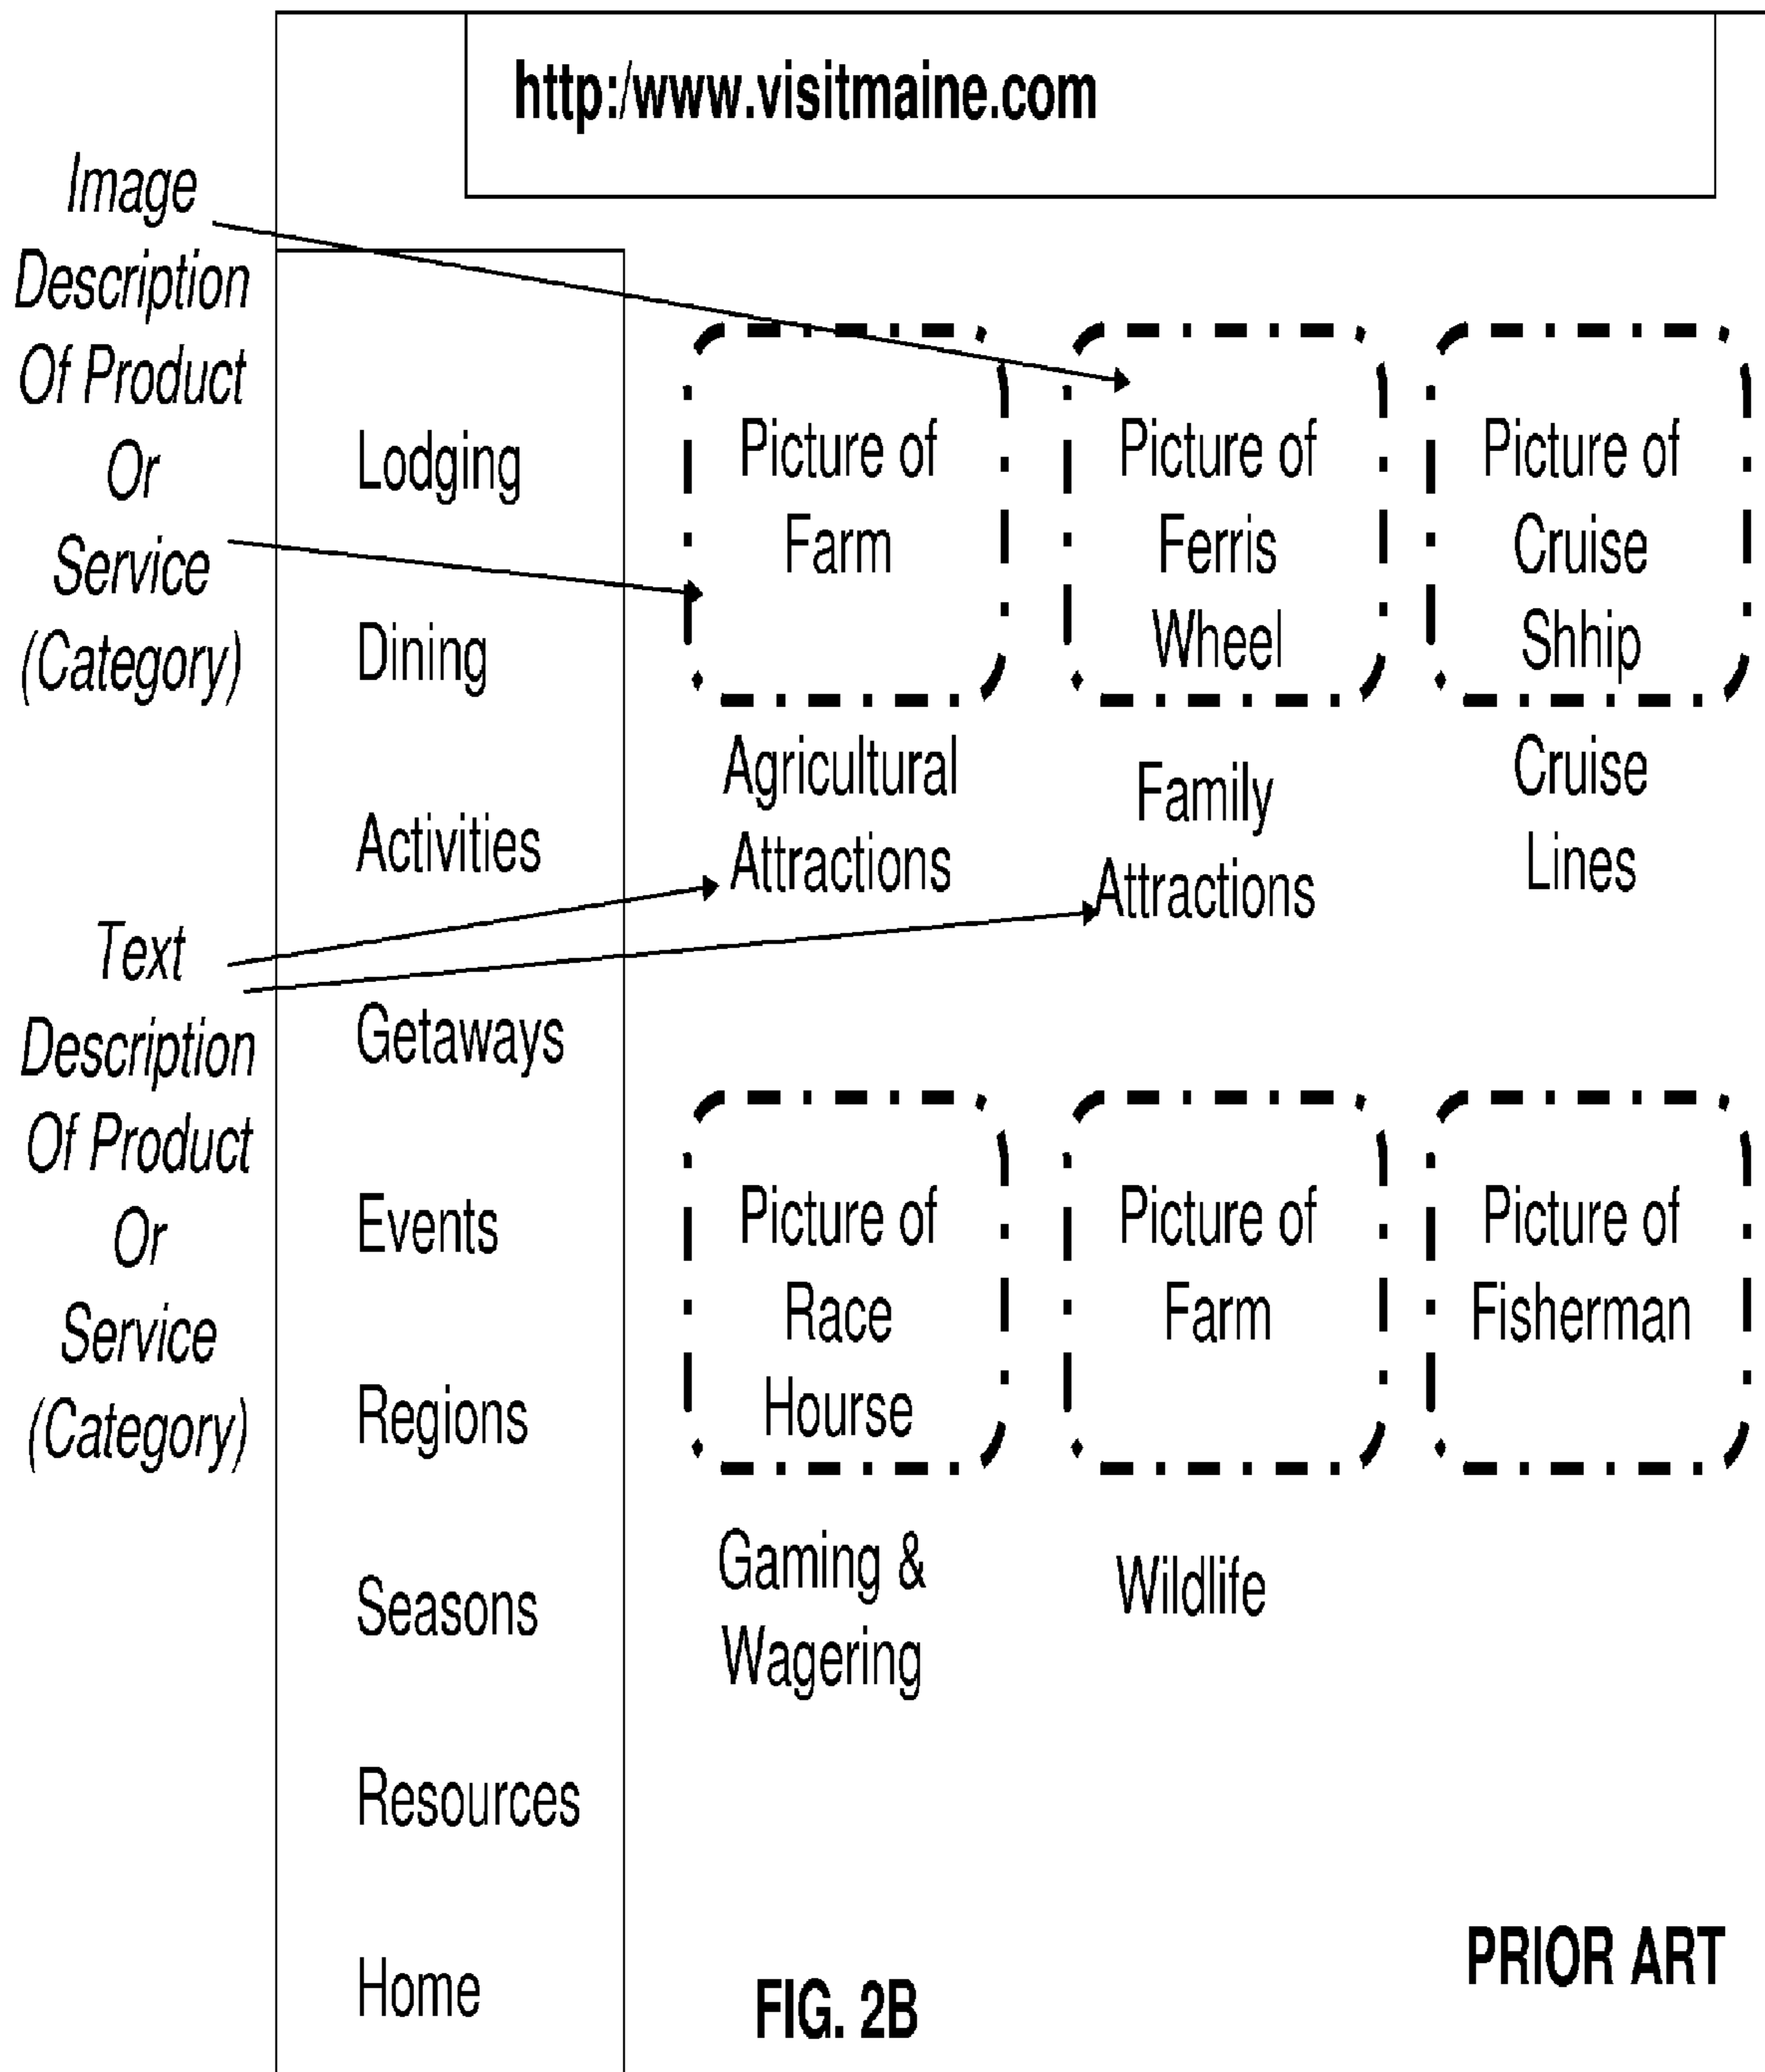 http:/www.visitmaine.com
Image
Description
Of Product
Or
Service
(Category)
Text
Description
Of Product
Or
Service
(Category)
Lodging
Dining
Activities
Getaways
Events
Regions
Seasons
Resources
Home
Picture of
Farm
Agricultural
Attractions
Picture of
Ferris
Wheel
Family
Attractions
Picture of
Cruise
Shhip
Cruise
Lines
Picture of
Race
Hourse
Gaming &
Wagering
Picture of
Farm
Wildlife
Picture of
Fisherman
PRIOR ART
FIG. 2B